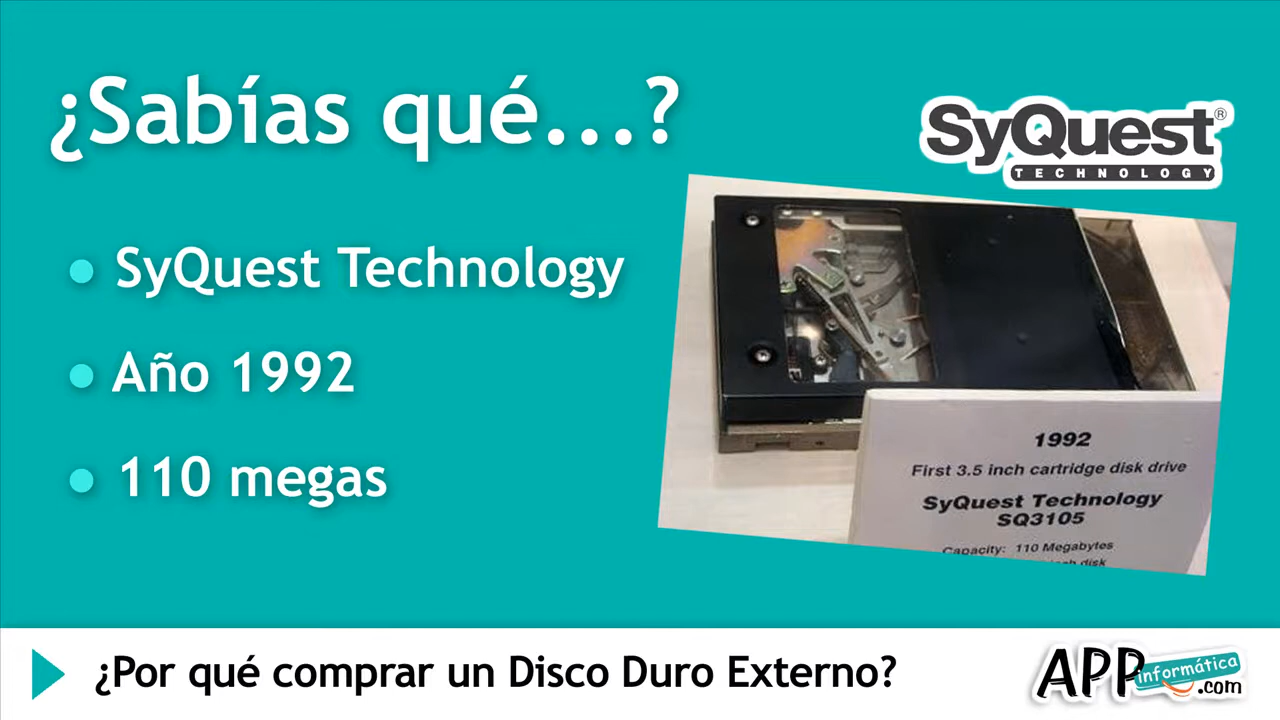 ¿Sabías qué...?
SyQuest®
TECHNOLOGY
SyQuest Technology
Año 1992
110 megas
1992
First 3.5 inch cartridge disk drive
SyQuest Technology
SQ3105
Capacity: 110 Megabytes
disk
¿Por qué comprar un Disco Duro Externo?
APP
informática
.com